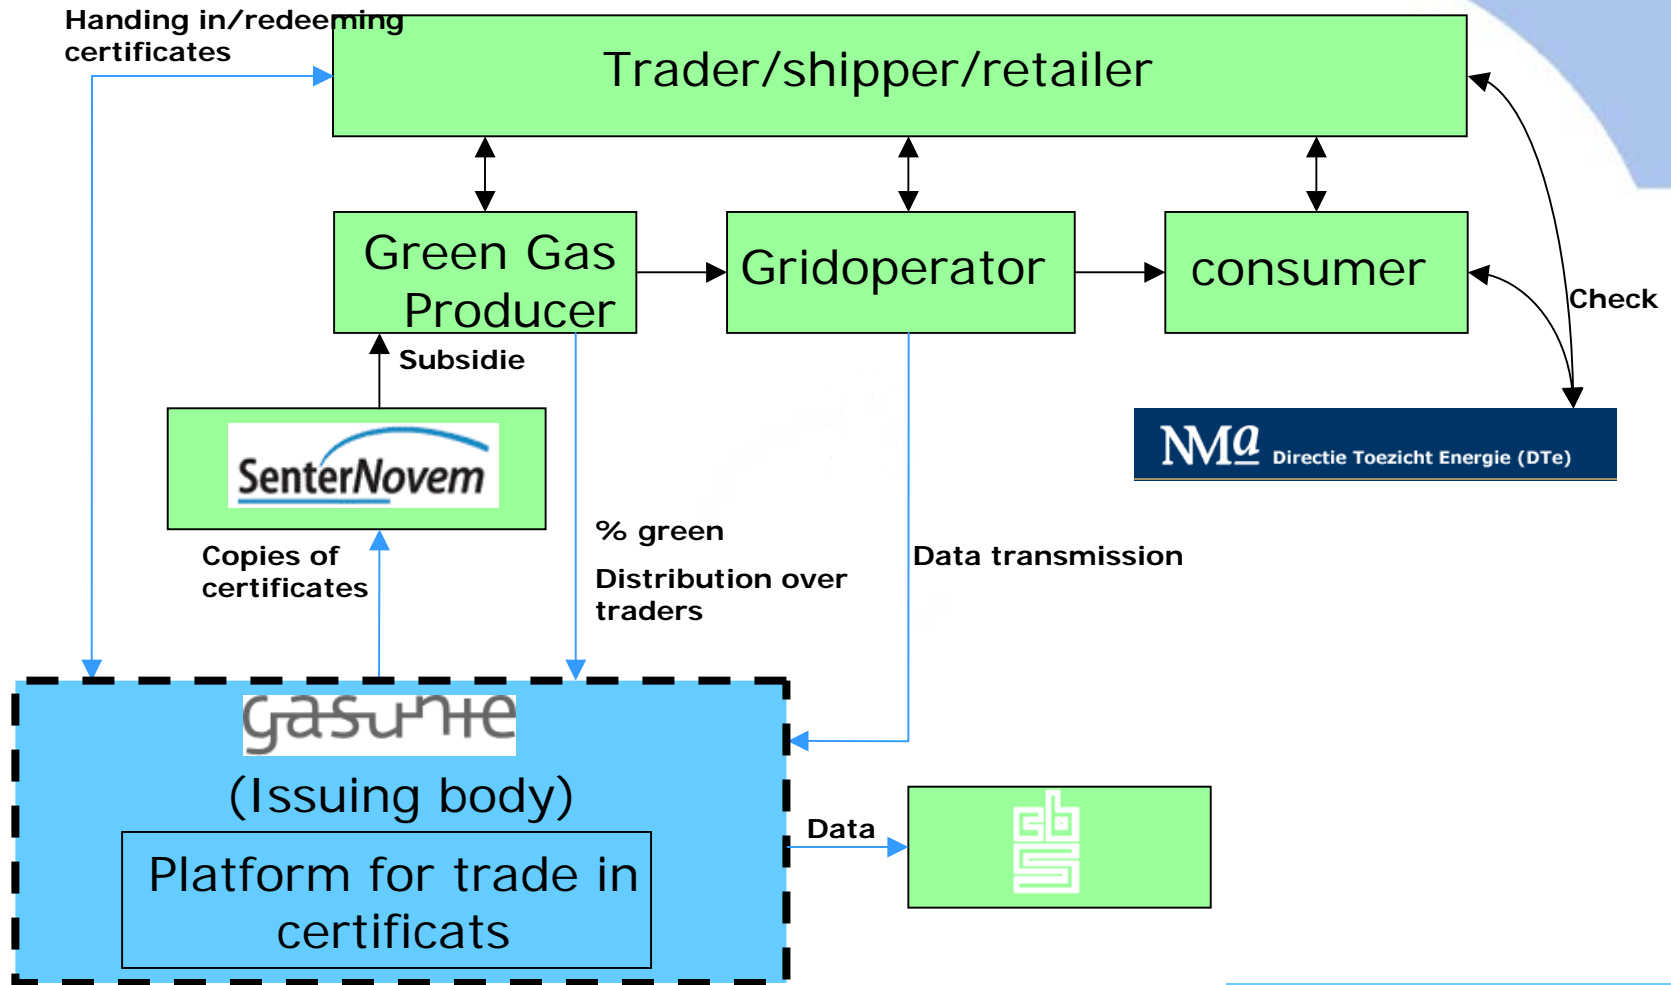 Handing in/redeeming
certificates
Trader/shipper/retailer
Green Gas
Producer
Gridoperator
consumer
Check
Subsidie
SenterNovem
NMa Directie Toezicht Energie (DTe)
Copies of
certificates
% green
Distribution over
traders
Data transmission
gasunie
(Issuing body)
Data
cbs
Platform for trade in
certificats